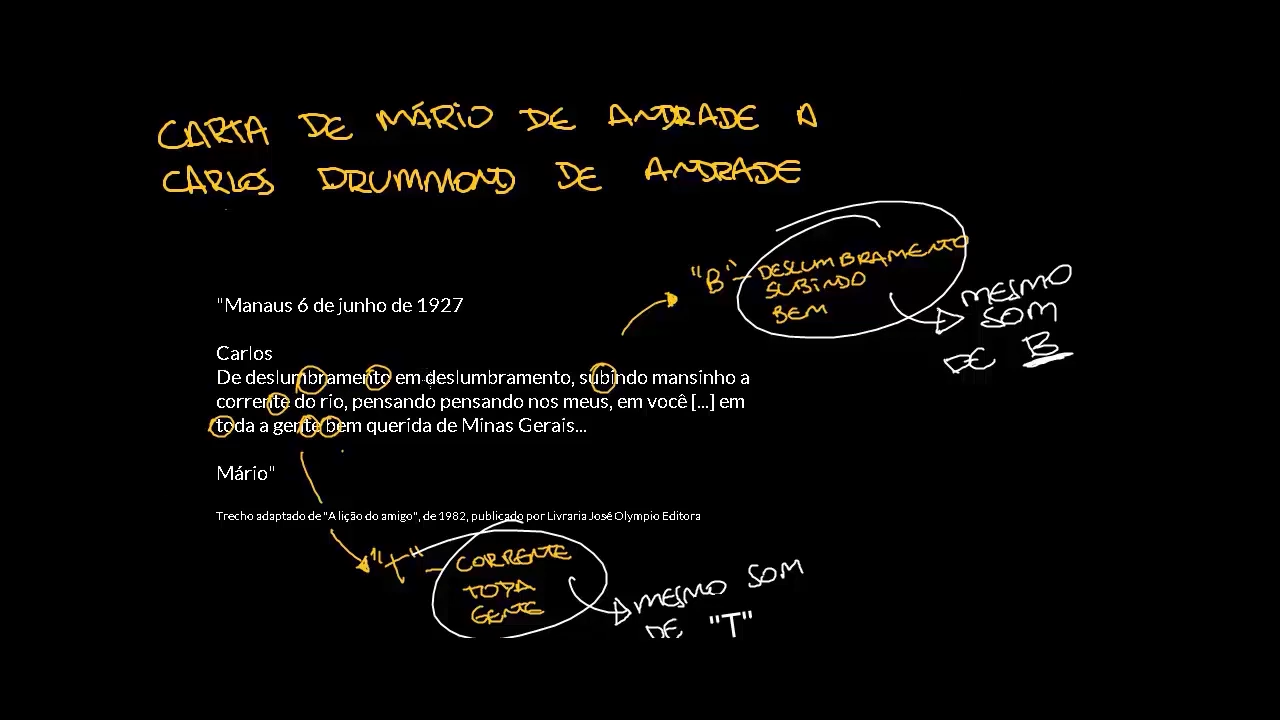 CARTA DE MÁRIO DE ANDRADE A
CARLOS DRUMMOND DE ANDRADE
"B" - DESLUMBRAMENTO
SUBINDO
BEM
MESMO
SOM
DE B
"Manaus 6 de junho de 1927
Carlos
De deslumbramento em deslumbramento, subindo mansinho a
corrente do rio, pensando pensando nos meus, em você [...] em
toda a gente bem querida de Minas Gerais...
Mário"
Trecho adaptado de "A lição do amigo", de 1982, publicado por Livraria José Olympio Editora
"T" - CORRENTE
TODA
GENTE
MESMO SOM
DE "T"